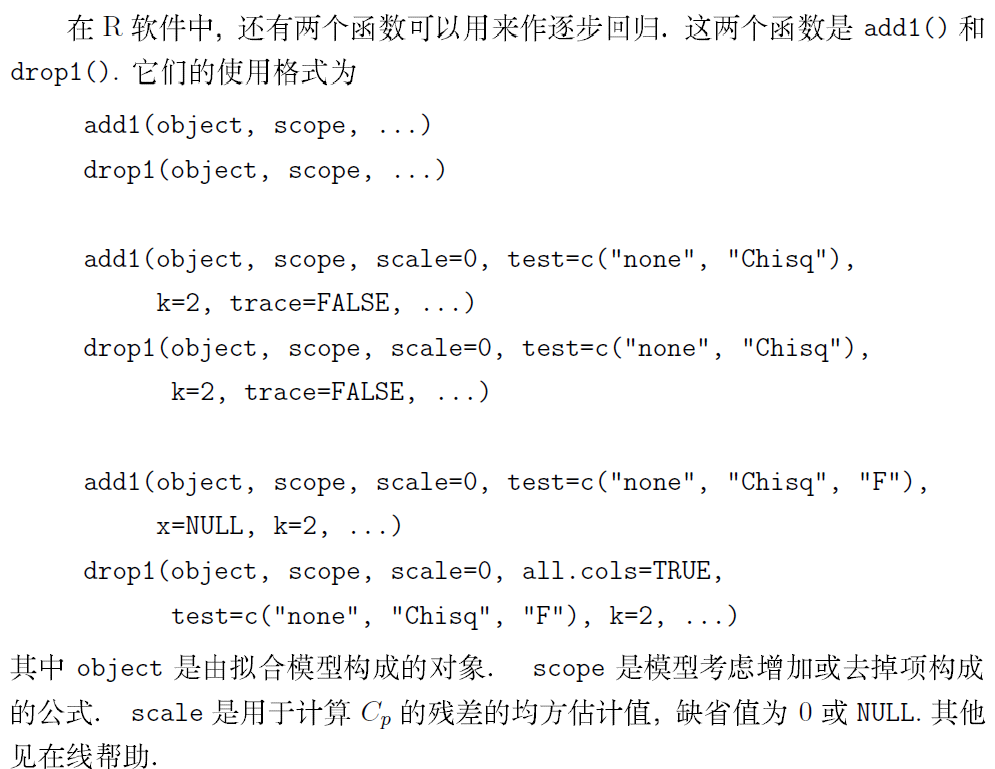 在 R 软件中, 还有两个函数可以用来作逐步回归. 这两个函数是 add1() 和
drop1(). 它们的使用格式为
add1(object, scope, ...)
drop1(object, scope, ...)
add1(object, scope, scale=0, test=c("none", "Chisq"),
k=2, trace=FALSE, ...)
drop1(object, scope, scale=0, test=c("none", "Chisq"),
k=2, trace=FALSE, ...)
add1(object, scope, scale=0, test=c("none", "Chisq", "F"),
x=NULL, k=2, ...)
drop1(object, scope, scale=0, all.cols=TRUE,
test=c("none", "Chisq", "F"), k=2, ...)
其中 object 是由拟合模型构成的对象. scope 是模型考虑增加或去掉项构成
的公式. scale 是用于计算 Cp 的残差的均方估计值, 缺省值为 0 或 NULL. 其他
见在线帮助.